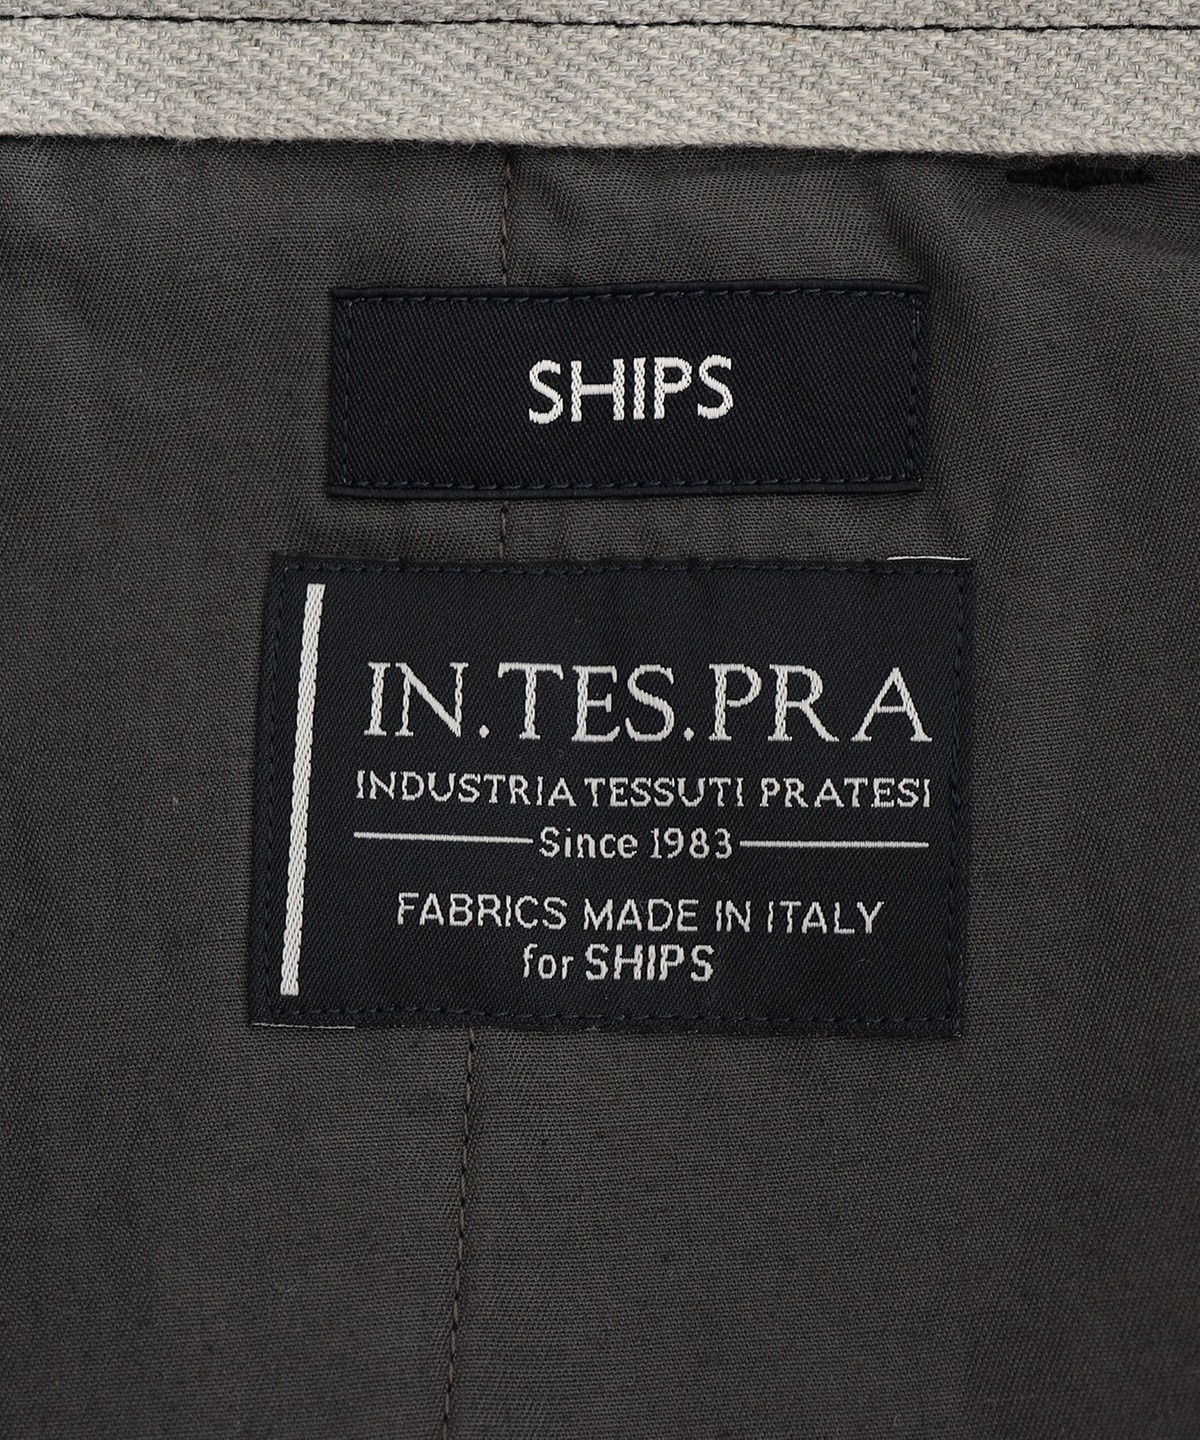 SHIPS
IN.TES.PRA
INDUSTRIA TESSUTI PRATESI
Since 1983
FABRICS MADE IN ITALY
for SHIPS